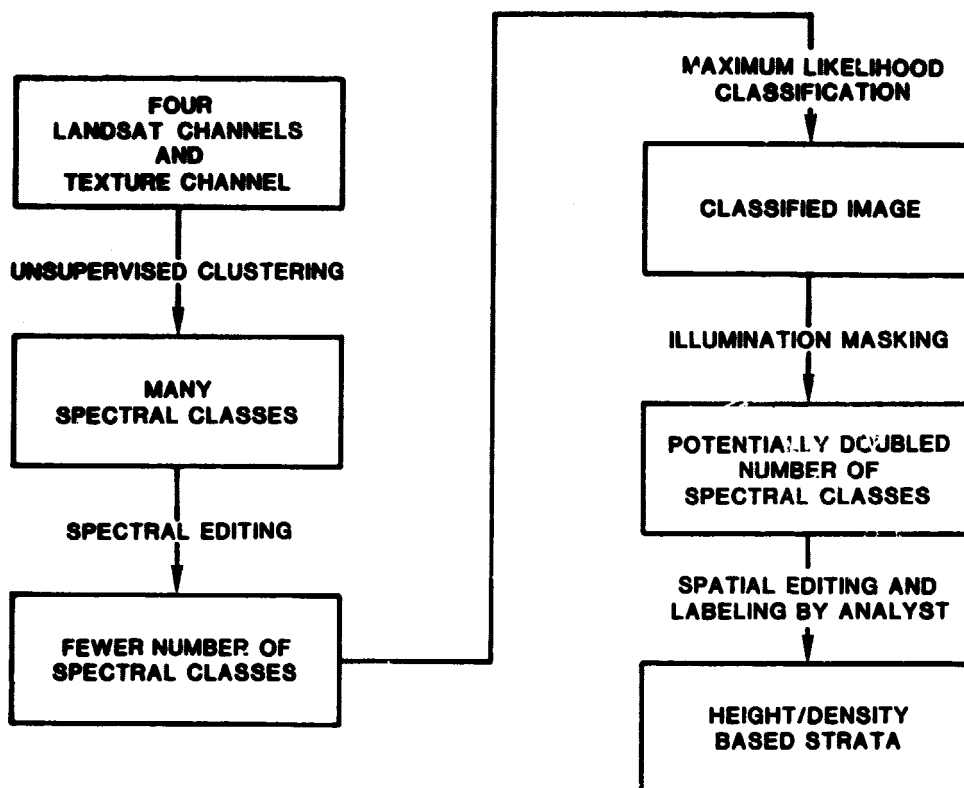 FOUR
LANDSAT CHANNELS
AND
TEXTURE CHANNEL
UNSUPERVISED CLUSTERING
MANY
SPECTRAL CLASSES
SPECTRAL EDITING
FEWER NUMBER OF
SPECTRAL CLASSES
MAXIMUM LIKELIHOOD
CLASSIFICATION
CLASSIFIED IMAGE
ILLUMINATION MASKING
POTENTIALLY DOUBLED
NUMBER OF
SPECTRAL CLASSES
SPATIAL EDITING AND
LABELING BY ANALYST
HEIGHT/DENSITY
BASED STRATA